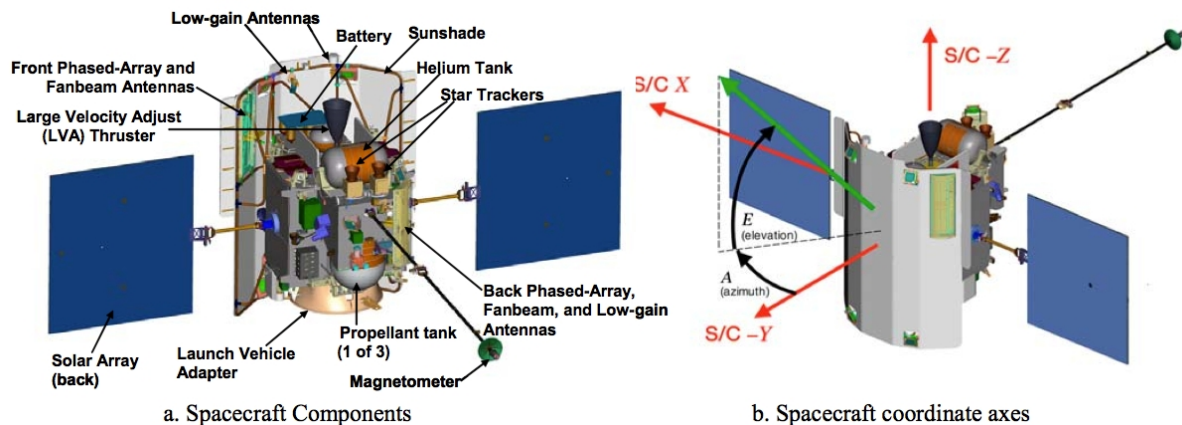 Low-gain Antennas
Battery
Sunshade
Front Phased-Array and
Fanbeam Antennas
Helium Tank
Star Trackers
Large Velocity Adjust
(LVA) Thruster
Solar Array
(back)
Launch Vehicle
Adapter
Propellant tank
(1 of 3)
Back Phased-Array,
Fanbeam, and Low-gain
Antennas
Magnetometer
a. Spacecraft Components
S/C X
S/C –Z
E
(elevation)
A
(azimuth)
S/C –Y
b. Spacecraft coordinate axes